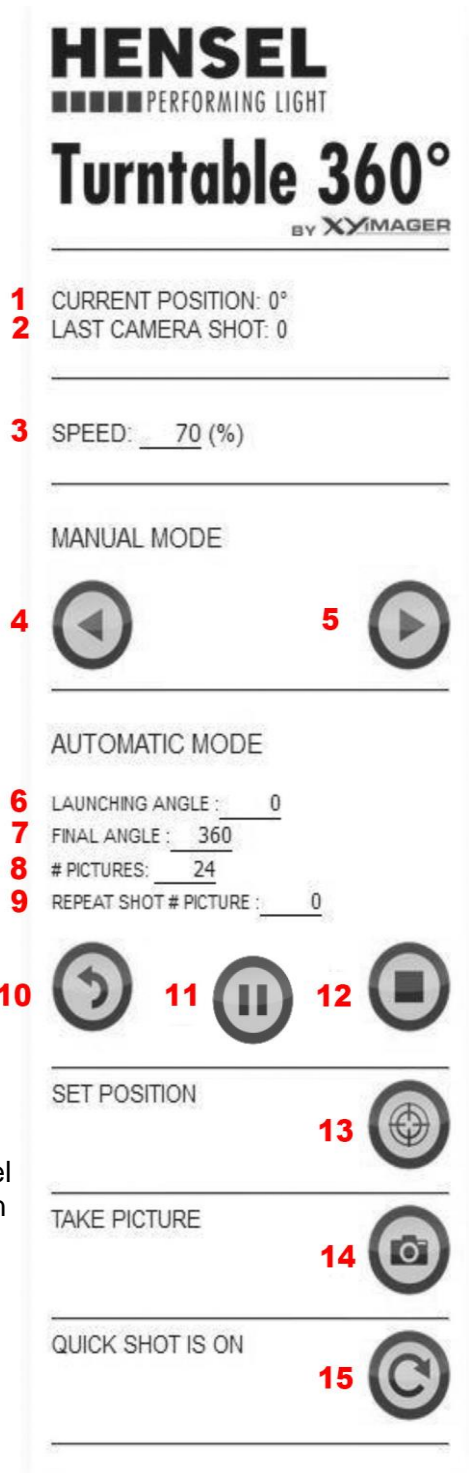 HENSEL
PERFORMING LIGHT
Turntable 360°
BY XYIMAGER
1 CURRENT POSITION: 0°
2 LAST CAMERA SHOT: 0
3 SPEED: 70 (%)
MANUAL MODE
4 5
AUTOMATIC MODE
6 LAUNCHING ANGLE : 0
7 FINAL ANGLE : 360
8 # PICTURES: 24
9 REPEAT SHOT # PICTURE : 0
10 11 12
SET POSITION
13
TAKE PICTURE
14
QUICK SHOT IS ON
15